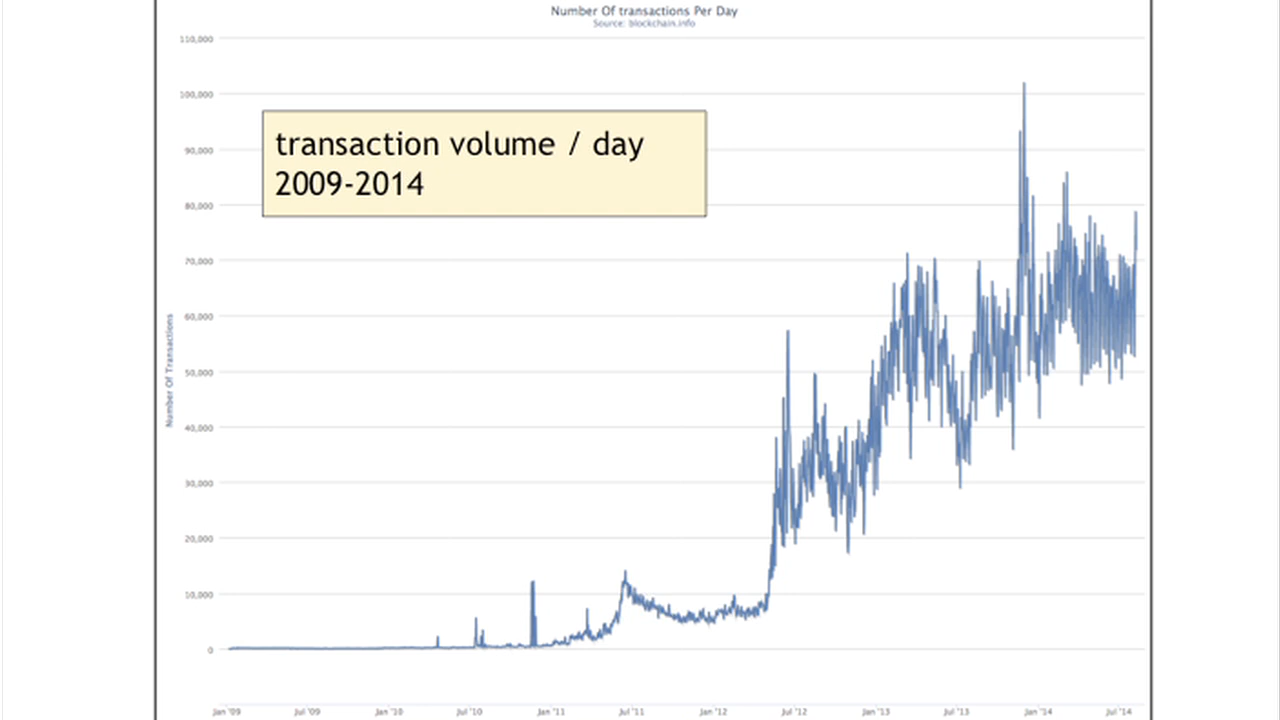 Number Of transactions Per Day
Source: blockchain.info
110,000
100,000
90,000
80,000
70,000
60,000
50,000
40,000
30,000
20,000
10,000
0
Number Of Transactions
transaction volume / day
2009-2014
Jan '09
Jul '09
Jan '10
Jul '10
Jan '11
Jul '11
Jan '12
Jul '12
Jan '13
Jul '13
Jan '14
Jul '14